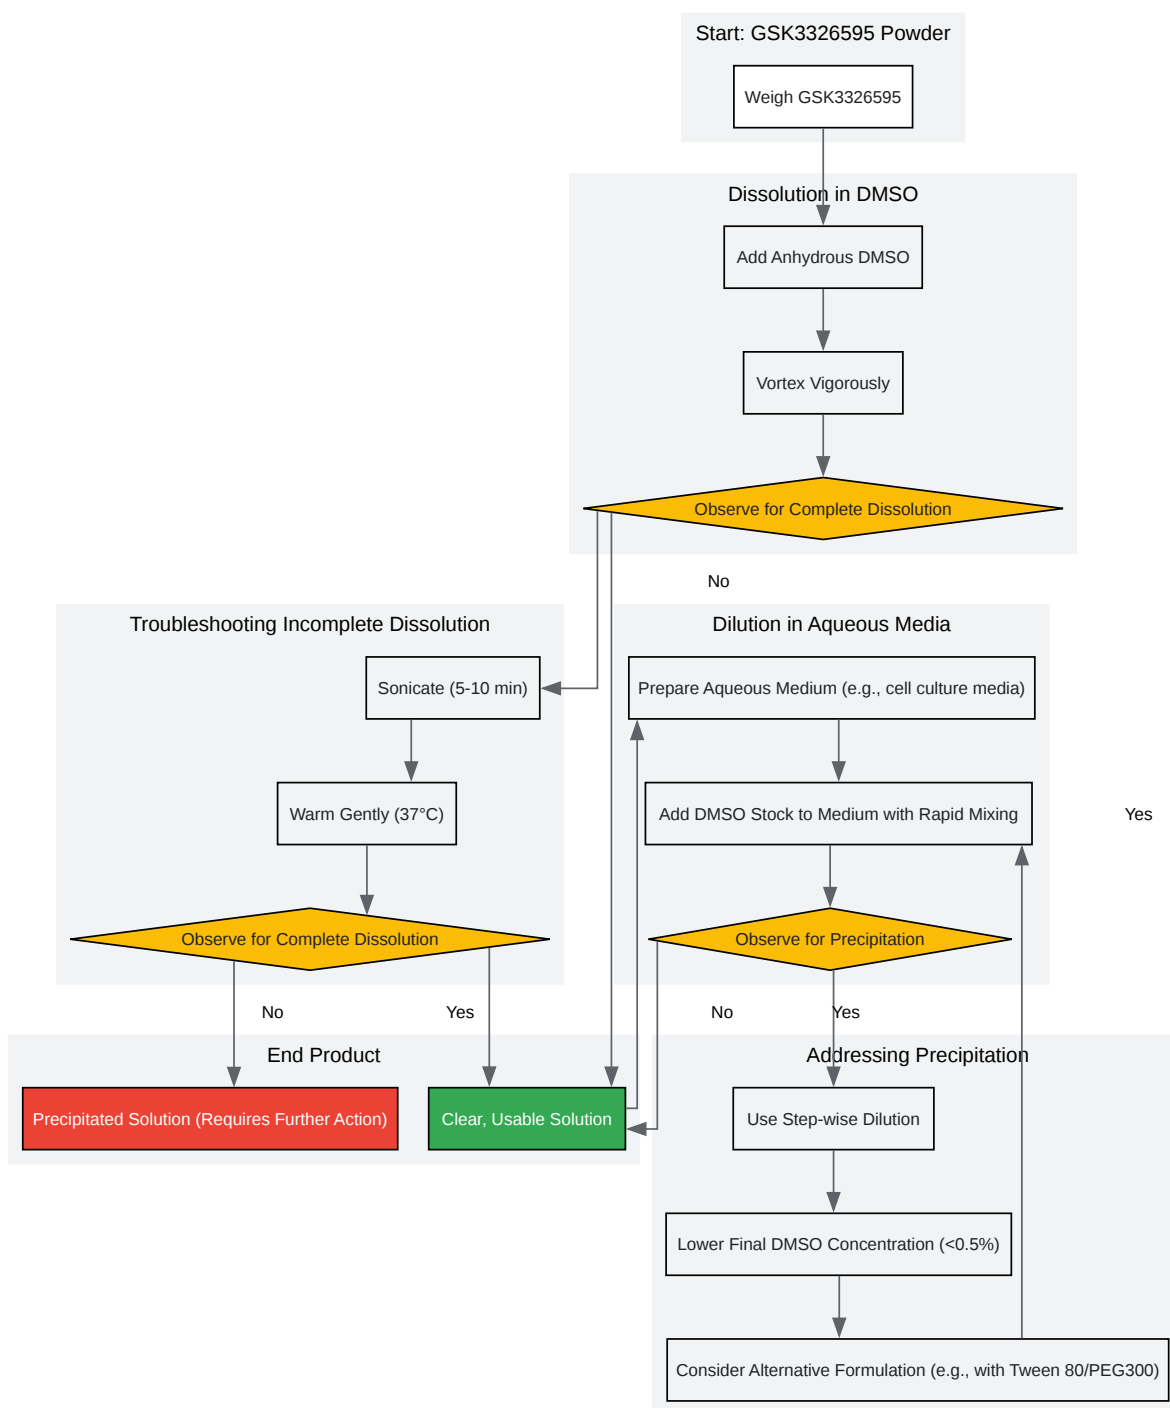 Start: GSK3326595 Powder
Weigh GSK3326595
Dissolution in DMSO
Add Anhydrous DMSO
Vortex Vigorously
Observe for Complete Dissolution
No
Troubleshooting Incomplete Dissolution
Sonicate (5-10 min)
Warm Gently (37°C)
Observe for Complete Dissolution
Dilution in Aqueous Media
Prepare Aqueous Medium (e.g., cell culture media)
Add DMSO Stock to Medium with Rapid Mixing
Yes
Observe for Precipitation
No
Yes
No
Yes
End Product
Precipitated Solution (Requires Further Action)
Clear, Usable Solution
Addressing Precipitation
Use Step-wise Dilution
Lower Final DMSO Concentration (<0.5%)
Consider Alternative Formulation (e.g., with Tween 80/PEG300)